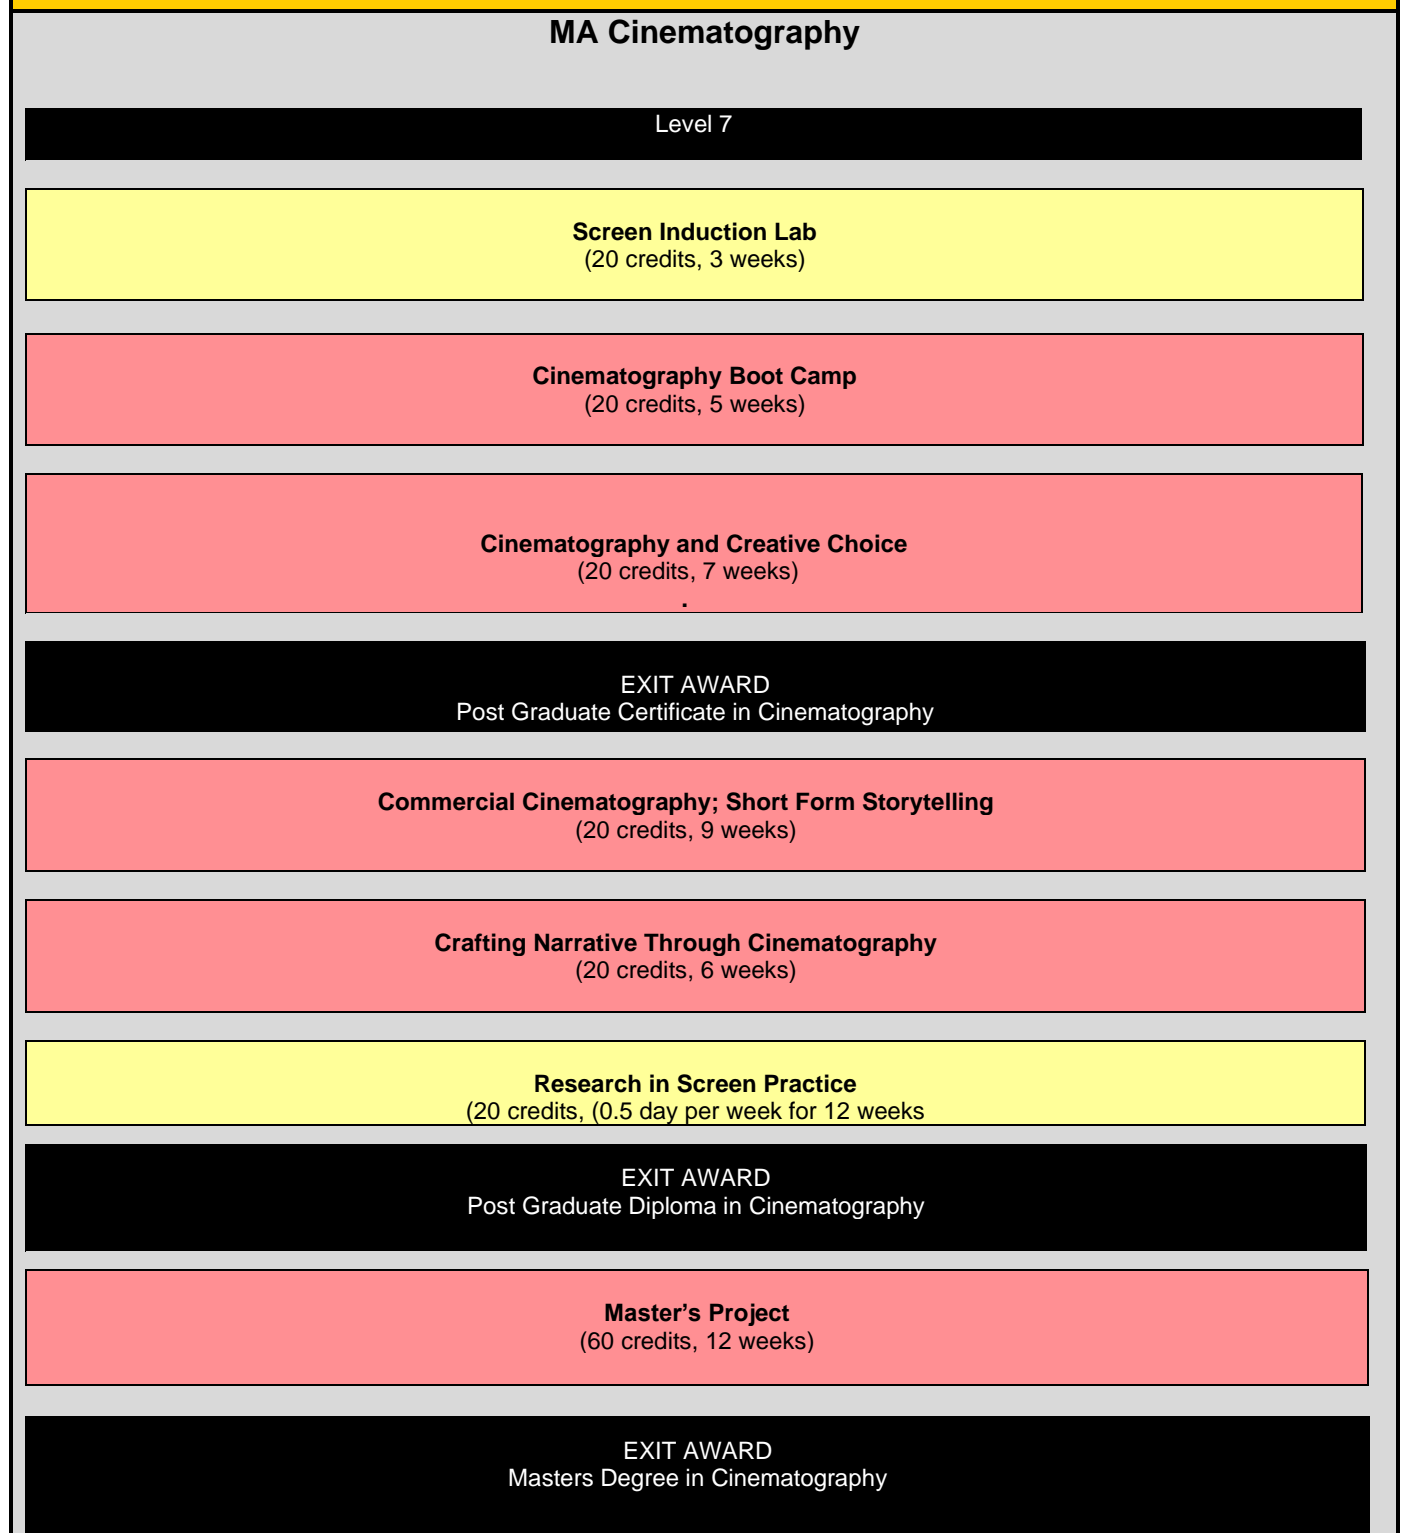 MA Cinematography
Level 7
Screen Induction Lab
(20 credits, 3 weeks)
Cinematography Boot Camp
(20 credits, 5 weeks)
Cinematography and Creative Choice
(20 credits, 7 weeks)
.
EXIT AWARD
Post Graduate Certificate in Cinematography
Commercial Cinematography; Short Form Storytelling
(20 credits, 9 weeks)
Crafting Narrative Through Cinematography
(20 credits, 6 weeks)
Research in Screen Practice
(20 credits, (0.5 day per week for 12 weeks
EXIT AWARD
Post Graduate Diploma in Cinematography
Master’s Project
(60 credits, 12 weeks)
EXIT AWARD
Masters Degree in Cinematography